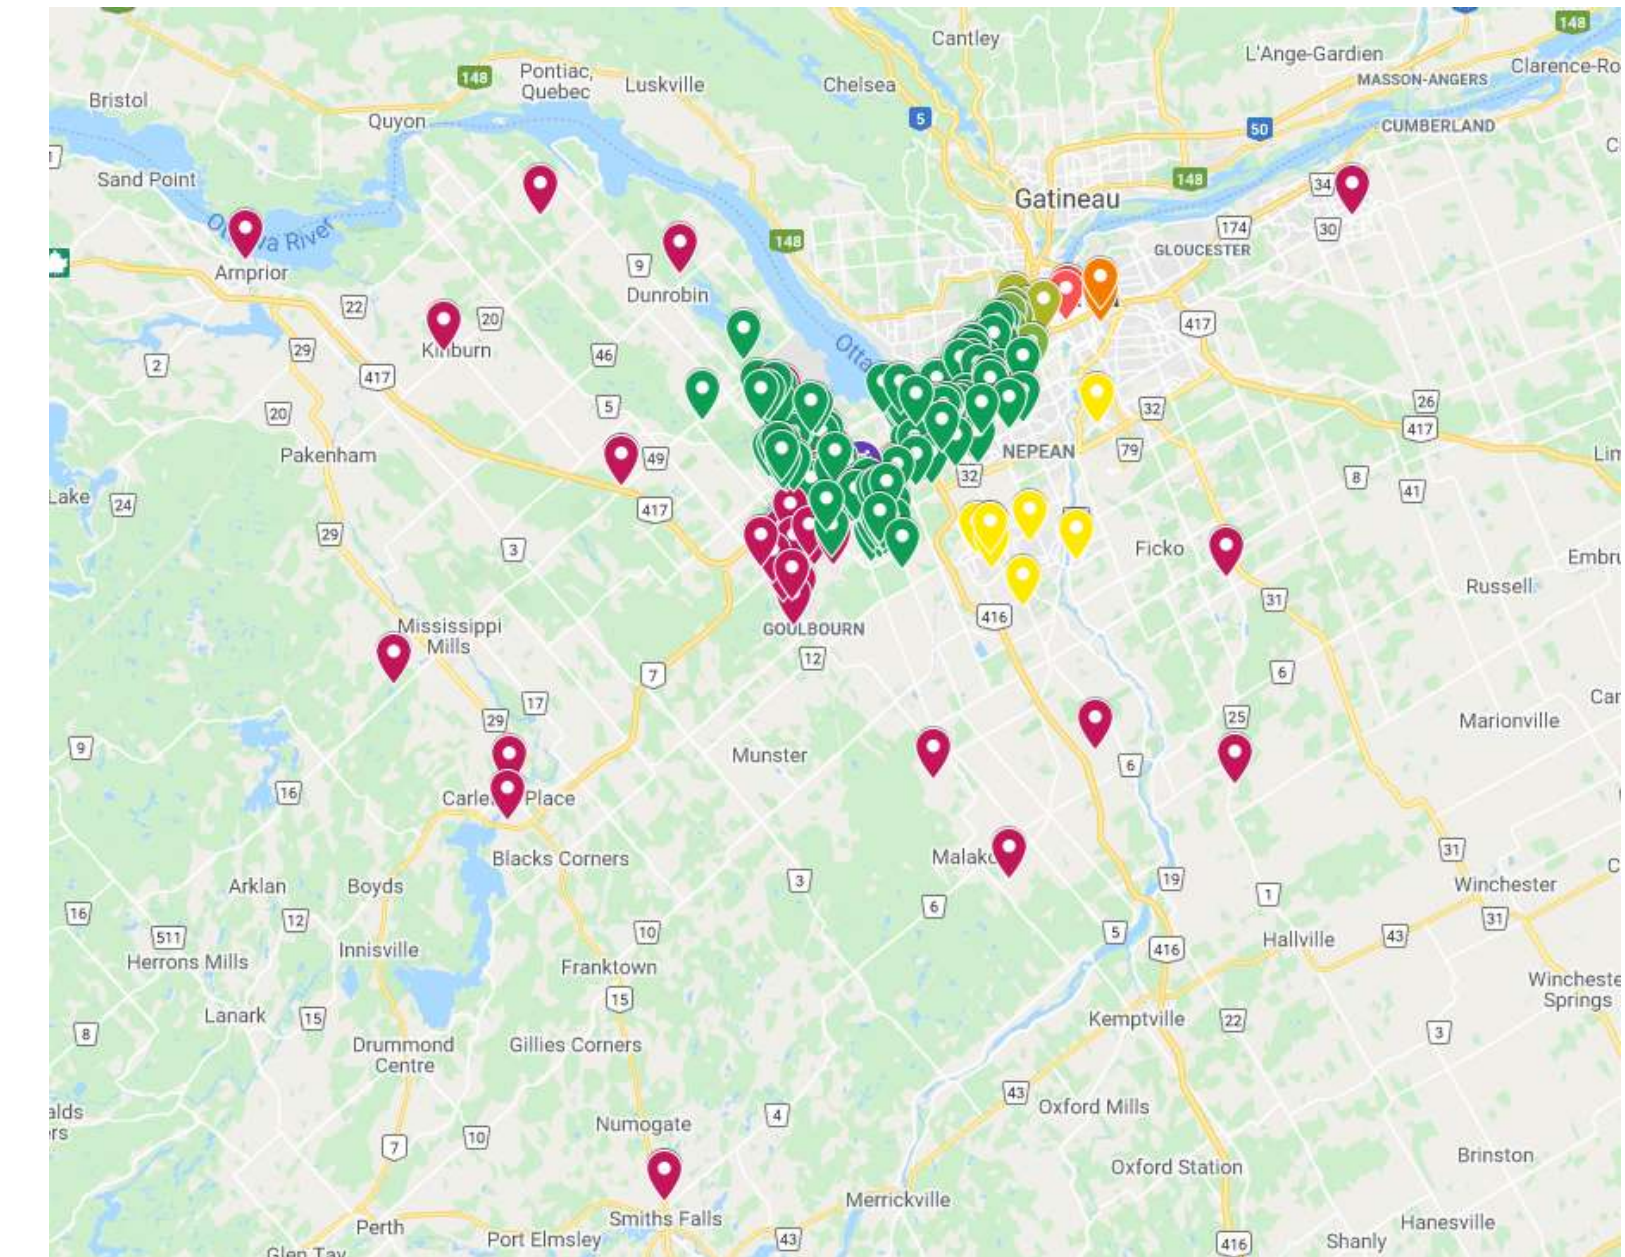 148
Cantley
L'Ange-Gardien
MASSON-ANGERS
Clarence-Ro
148
Pontiac,
Quebec
Luskville
Chelsea
Bristol
Quyon
5
50
CUMBERLAND
Sand Point
148
34
Gatineau
174
30
GLOUCESTER
148
9
Arnprior
Dunrobin
22
20
417
Kinburn
2
29
46
417
20
5
26
32
417
Pakenham
49
NEPEAN
79
Lim
32
8
41
Lake
24
417
29
3
Ficko
Embru
Russell
31
416
Mississippi
Mills
GOULBOURN
12
7
6
17
29
25
Car
Marionville
9
Munster
6
16
Place
Blacks Corners
31
Arklan
Boyds
3
19
Winchester
16
12
6
1
31
511
10
5
43
Innisville
Hallville
416
Herrons Mills
Franktown
Wincheste
Springs
15
Lanark
15
Kemptville
22
8
3
Drummond
Centre
Gillies Corners
43
Oxford Mills
alds
ers
4
Numogate
10
7
Brinston
Oxford Station
Merrickville
Smiths Falls
Perth
Hanesville
Port Elmsley
43
416
Shanly
Glen Tay